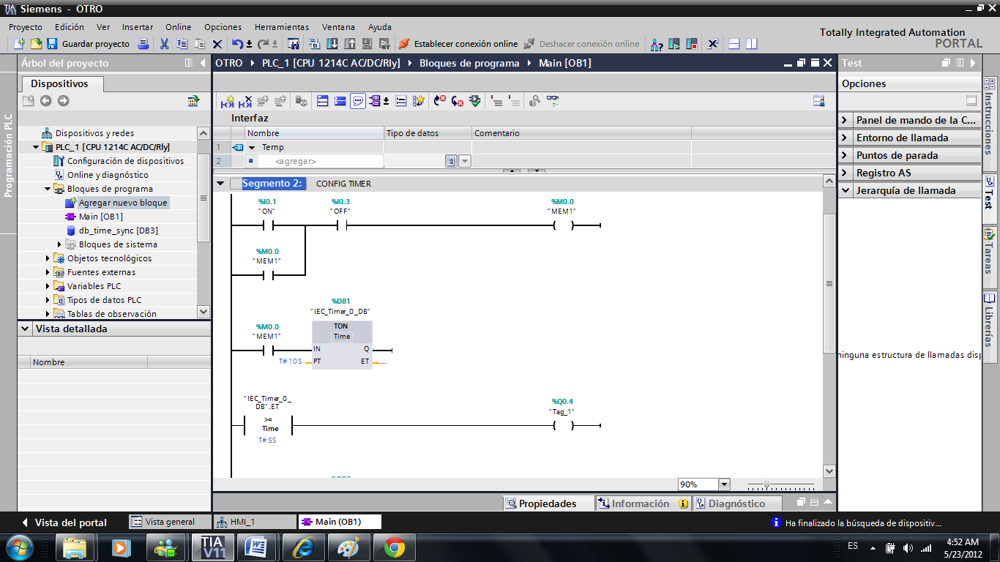 Siemens - OTRO
Proyecto Edición Ver Insertar Online Opciones Herramientas Ventana Ayuda
Totally Integrated Automation
PORTAL
Guardar proyecto
Establecer conexión online
Deshacer conexión online
Programación PLC
Árbol del proyecto
Dispositivos
Dispositivos y redes
PLC_1 [CPU 1214C AC/DC/Rly]
Configuración de dispositivos
Online y diagnóstico
Bloques de programa
Agregar nuevo bloque
Main [OB1]
db_time_sync [DB3]
Bloques de sistema
Objetos tecnológicos
Fuentes externas
Variables PLC
Tipos de datos PLC
Tablas de observación
Vista detallada
Nombre
OTRO PLC_1 [CPU 1214C AC/DC/Rly] Bloques de programa Main [OB1]
Interfaz
Nombre Tipo de datos Comentario
1 Temp
2 <agregar>
Segmento 2: CONFIG TIMER
%I0.1 %I0.3 %M0.0
"ON" "OFF" "MEM1"
%M0.0
"MEM1"
%DB1
"IEC_Timer_0_DB"
%M0.0
"MEM1"
TON
Time
IN Q
T#10S PT ET ...
"IEC_Timer_0_
DB".ET
>=
Time
T#5S
%Q0.4
"Tag_1"
90%
Propiedades Información Diagnóstico
Test
Opciones
Panel de mando de la C...
Entorno de llamada
Puntos de parada
Registro AS
Jerarquía de llamada
ninguna estructura de llamadas disp
Instrucciones
Test
Tareas
Librerías
Vista del portal
Vista general
HMI_1
Main (OB1)
Ha finalizado la búsqueda de dispositiv...
TIA
V11
ES
4:52 AM
5/23/2012